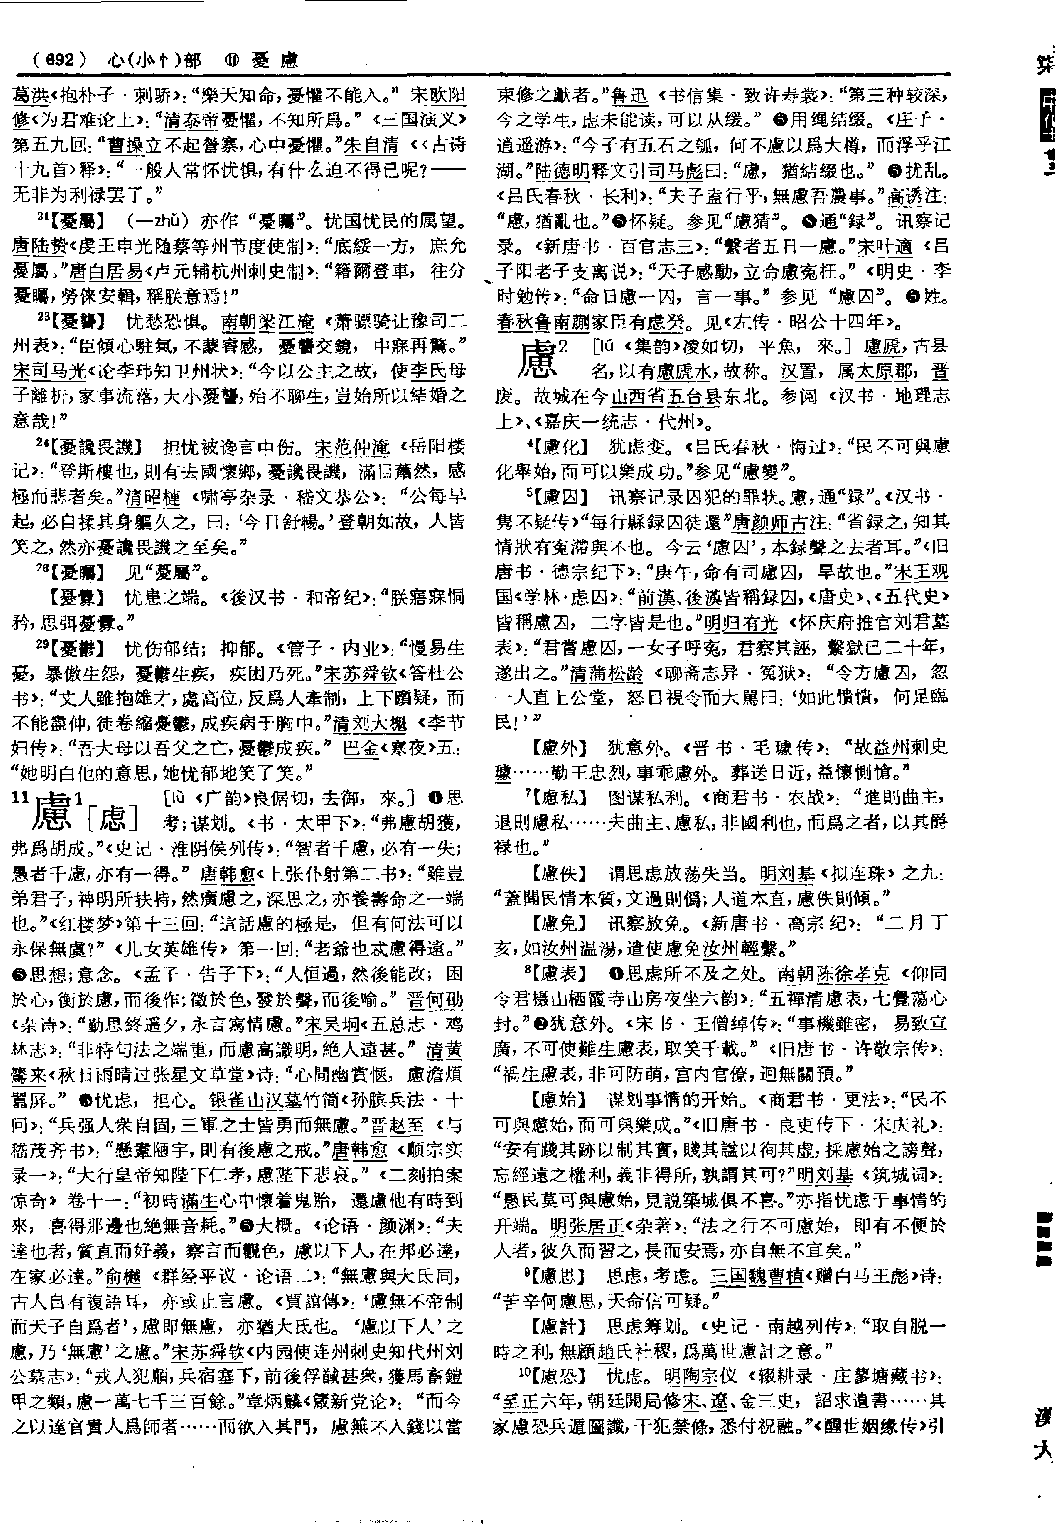 (692) 心(小忄)部 ⑪ 憂慮
葛洪《抱朴子·刺骄》：“樂天知命，憂懼不能入。”宋欧阳
修《为君难论上》：“清泰帝憂懼，不知所爲。”《三国演义》
第五九回：“曹操立不起營寨，心中憂懼。”朱自清《〈古诗
十九首〉释》：“一般人常怀忧惧，有什么迫不得已呢？——
无非为利禄罢了。”
21【憂屬】 (—zhǔ) 亦作“憂矚”。忧国忧民的属望。
唐陆贽《虔王申光随蔡等州节度使制》：“底綏一方，庶允
憂屬。”唐白居易《卢元辅杭州刺史制》：“籍爾登車，往分
憂矚，勞倈安輯，稱朕意焉！”
23【憂讋】 忧愁恐惧。南朝梁江淹《萧骠骑让豫司二
州表》：“臣傾心駐氣，不蒙睿感，憂讋交鏡，中寐再驚。”
宋司马光《论李玮知卫州状》：“今以公主之故，使李氏母
子離析，家事流落，大小憂讋，殆不聊生，豈始所以結婚之
意哉！”
24【憂讒畏譏】 担忧被谗言中伤。宋范仲淹《岳阳楼
记》：“登斯樓也，則有去國懷鄉，憂讒畏譏，滿目蕭然，感
極而悲者矣。”清昭槤《啸亭杂录·嵇文恭公》：“公每早
起，必自揉其身軀久之，曰：‘今日舒暢。’登朝如故，人皆
笑之，然亦憂讒畏譏之至矣。”
26【憂矚】 见“憂屬”。
【憂釁】 忧患之端。《後汉书·和帝纪》：“朕寤寐恫
矜，思弭憂釁。”
29【憂鬱】 忧伤郁结；抑郁。《管子·内业》：“慢易生
憂，暴傲生怨，憂鬱生疾，疾困乃死。”宋苏舜钦《答杜公
书》：“丈人雖抱雄才，處高位，反爲人牽制，上下顧疑，而
不能盡伸，徒卷縮憂鬱，成疾病于胸中。”清刘大櫆《李节
妇传》：“吾大母以吾父之亡，憂鬱成疾。”巴金《寒夜》五：
“她明白他的意思，她忧郁地笑了笑。”
11 慮1［虑］ [lǜ 《广韵》良倨切，去御，來。] ❶思
考；谋划。《书·太甲下》：“弗慮胡獲，
弗爲胡成。”《史记·淮阴侯列传》：“智者千慮，必有一失；
愚者千慮，亦有一得。”唐韩愈《上张仆射第二书》：“雖豈
弟君子，神明所扶持，然廣慮之，深思之，亦養壽命之一端
也。”《红楼梦》第十三回：“這話慮的極是，但有何法可以
永保無虞？”《儿女英雄传》第一回：“老爺也忒慮得遠。”
❷思想；意念。《孟子·告子下》：“人恒過，然後能改；困
於心，衡於慮，而後作；徵於色，發於聲，而後喻。”晋何劭
《杂诗》：“勤思終遥夕，永言寫情慮。”宋吴坰《五总志·鸡
林志》：“非特句法之端重，而慮高識明，絶人遠甚。”清黄
鷟来《秋日雨晴过张星文草堂》诗：“心閒幽賞愜，慮澹煩
囂屏。”❸忧虑，担心。银雀山汉墓竹简《孙膑兵法·十
问》：“兵强人衆自固，三軍之士皆勇而無慮。”晋赵至《与
嵇茂齐书》：“懸鞌陋宇，則有後慮之戒。”唐韩愈《顺宗实
录一》：“大行皇帝知陛下仁孝，慮陛下悲哀。”《二刻拍案
惊奇》卷十一：“初時滿生心中懷着鬼胎，還慮他有時到
來，喜得那邊也絶無音耗。”❹大概。《论语·颜渊》：“夫
達也者，質直而好義，察言而觀色，慮以下人，在邦必達，
在家必達。”俞樾《群经平议·论语二》：“無慮與大氐同，
古人自有複語耳，亦或止言慮。《賈誼傳》：‘慮無不帝制
而天子自爲者’，慮即無慮，亦猶大氐也。‘慮以下人’之
慮，乃‘無慮’之慮。”宋苏舜钦《内园使连州刺史知代州刘
公墓志》：“戎人犯順，兵宿塞下，前後俘馘甚衆，獲馬畜鎧
甲之類，慮一萬七千三百餘。”章炳麟《箴新党论》：“而今
之以達官貴人爲師者……而欲入其門，慮無不入錢以當
束修之獻者。”鲁迅《书信集·致许寿裳》：“第三种较深，
今之学生，虑未能读，可以从缓。”❺用绳结缀。《庄子·
逍遥游》：“今子有五石之瓠，何不慮以爲大樽，而浮乎江
湖。”陆德明释文引司马彪曰：“慮，猶結綴也。”❻扰乱。
《吕氏春秋·长利》：“夫子盍行乎，無慮吾農事。”高诱注：
“慮，猶亂也。”❼怀疑。参见“慮猜”。❽通“録”。讯察记
录。《新唐书·百官志三》：“繫者五日一慮。”宋叶適《吕
子阳老子支离说》：“天子感動，立命慮寃枉。”《明史·李
时勉传》：“命日慮一囚，言一事。”参见“慮囚”。❾姓。
春秋鲁南蒯家臣有虑癸。见《左传·昭公十四年》。
慮2 [lú 《集韵》凌如切，平魚，來。] 慮虒，古县
名，以有慮虒水，故称。汉置，属太原郡，晋
废。故城在今山西省五台县东北。参阅《汉书·地理志
上》、《嘉庆一统志·代州》。
4【慮化】 犹虑变。《吕氏春秋·悔过》：“民不可與慮
化舉始，而可以樂成功。”参见“慮變”。
5【慮囚】 讯察记录囚犯的罪状。慮，通“録”。《汉书·
隽不疑传》“每行縣録囚徒還”唐颜师古注：“省録之，知其
情狀有寃滯與不也。今云‘慮囚’，本録聲之去者耳。”《旧
唐书·德宗纪下》：“庚午，命有司慮囚，旱故也。”宋王观
国《学林·虑囚》：“前漢、後漢皆稱録囚，《唐史》、《五代史》
皆稱慮囚，二字皆是也。”明归有光《怀庆府推官刘君墓
表》：“君嘗慮囚，一女子呼寃，君察其誣，繫獄已二十年，
遂出之。”清蒲松龄《聊斋志异·冤狱》：“令方慮囚，忽
一人直上公堂，怒目視令而大駡曰：‘如此憒憒，何足臨
民！’”
【慮外】 犹意外。《晋书·毛璩传》：“故益州刺史
璩……勤王忠烈，事乖慮外。葬送日近，益懷惻愴。”
7【慮私】 图谋私利。《商君书·农战》：“進則曲主，
退則慮私……夫曲主、慮私，非國利也，而爲之者，以其爵
禄也。”
【慮佚】 谓思虑放荡失当。明刘基《拟连珠》之九：
“蓋聞民情本質，文過則僞；人道本直，慮佚則傾。”
【慮免】 讯察放免。《新唐书·高宗纪》：“二月丁
亥，如汝州温湯，遣使慮免汝州輕繫。”
8【慮表】 ❶思虑所不及之处。南朝陈徐孝克《仰同
令君摄山栖霞寺山房夜坐六韵》：“五禪清慮表，七覺蕩心
封。”❷犹意外。《宋书·王僧绰传》：“事機雖密，易致宣
廣，不可使難生慮表，取笑千載。”《旧唐书·许敬宗传》：
“禍生慮表，非可防萌，宫内官僚，迥無關預。”
【慮始】 谋划事情的开始。《商君书·更法》：“民不
可與慮始，而可與樂成。”《旧唐书·良吏传下·宋庆礼》：
“安有踐其跡以制其實，賤其謚以徇其虚，採慮始之謗聲，
忘經遠之權利，義非得所，孰謂其可？”明刘基《筑城词》：
“愚民莫可與慮始，見説築城俱不喜。”亦指忧虑于事情的
开端。明张居正《杂著》：“法之行不可慮始，即有不便於
人者，彼久而習之，長而安焉，亦自無不宜矣。”
9【慮思】 思虑，考虑。三国魏曹植《赠白马王彪》诗：
“苦辛何慮思，天命信可疑。”
【慮計】 思虑筹划。《史记·南越列传》：“取自脱一
時之利，無顧趙氏社稷，爲萬世慮計之意。”
10【慮恐】 忧虑。明陶宗仪《辍耕录·庄蓼塘藏书》：
“至正六年，朝廷開局修宋、遼、金三史，詔求遺書……其
家慮恐兵遁圖讖，干犯禁條，悉付祝融。”《醒世姻缘传》引
漢
大